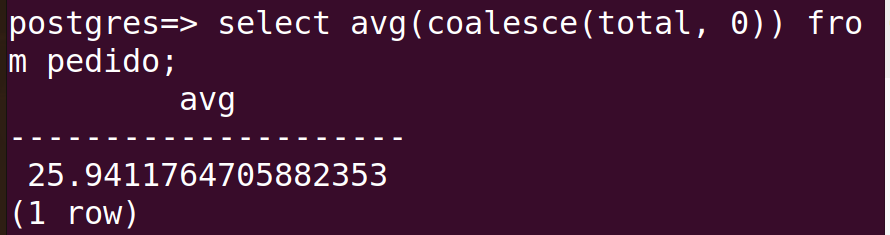 postgres=> select avg(coalesce(total, 0)) fro
m pedido;
avg
---------------------
25.9411764705882353
(1 row)